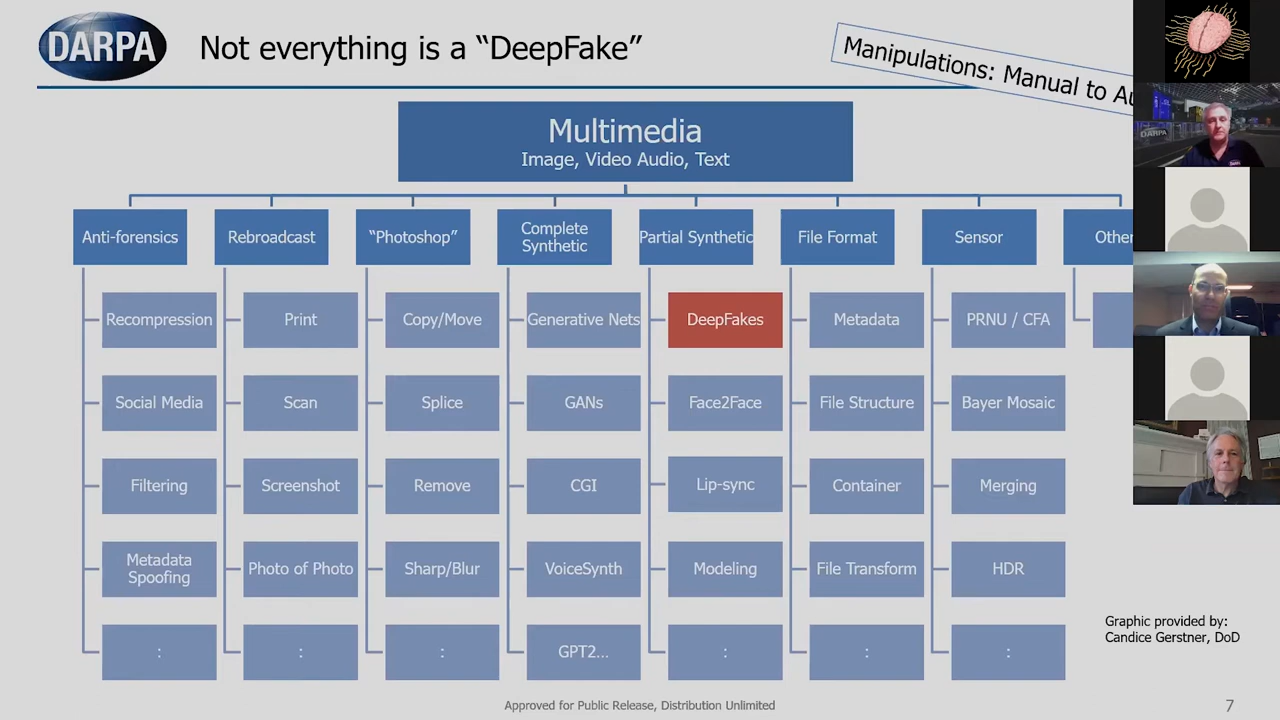 DARPA
Not everything is a “DeepFake”
Manipulations: Manual to
Multimedia
Image, Video Audio, Text
Anti-forensics
Recompression
Social Media
Filtering
Metadata
Spoofing
:
Rebroadcast
Print
Scan
Screenshot
Photo of Photo
:
“Photoshop”
Copy/Move
Splice
Remove
Sharp/Blur
:
Complete
Synthetic
Generative Nets
GANs
CGI
VoiceSynth
GPT2...
Partial Synthetic
DeepFakes
Face2Face
Lip-sync
Modeling
:
File Format
Metadata
File Structure
Container
File Transform
:
Sensor
PRNU / CFA
Bayer Mosaic
Merging
HDR
:
Other
DARPA
Graphic provided by:
Candice Gerstner, DoD
Approved for Public Release, Distribution Unlimited
7